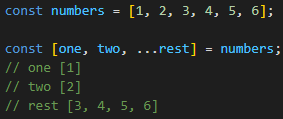 const numbers = [1, 2, 3, 4, 5, 6];
const [one, two, ...rest] = numbers;
// one [1]
// two [2]
// rest [3, 4, 5, 6]